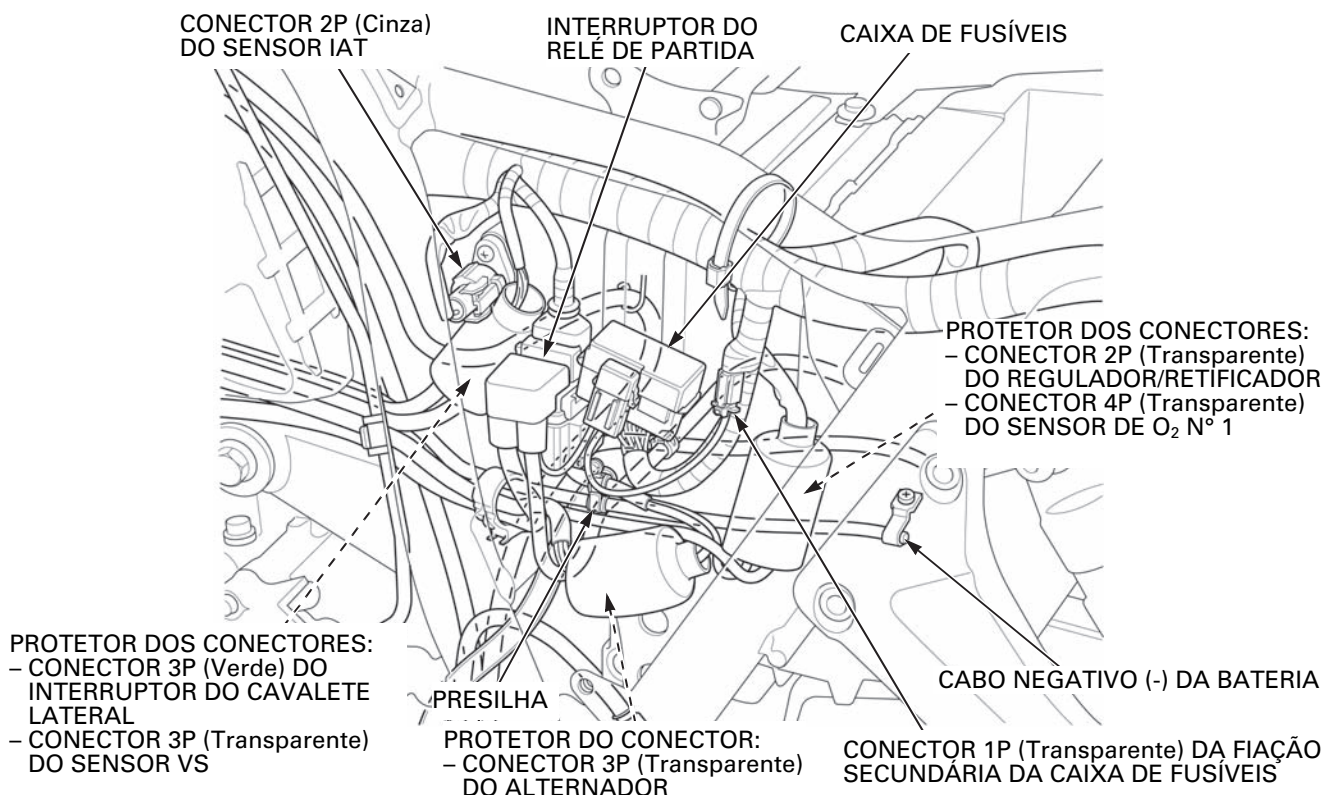 CONECTOR 2P (Cinza)
DO SENSOR IAT
INTERRUPTOR DO
RELÉ DE PARTIDA
CAIXA DE FUSÍVEIS
PROTETOR DOS CONECTORES:
– CONECTOR 2P (Transparente)
DO REGULADOR/RETIFICADOR
– CONECTOR 4P (Transparente)
DO SENSOR DE O₂ N° 1
PROTETOR DOS CONECTORES:
– CONECTOR 3P (Verde) DO
INTERRUPTOR DO CAVALETE
LATERAL
– CONECTOR 3P (Transparente)
DO SENSOR VS
PRESILHA
PROTETOR DO CONECTOR:
– CONECTOR 3P (Transparente)
DO ALTERNADOR
CABO NEGATIVO (-) DA BATERIA
CONECTOR 1P (Transparente) DA FIAÇÃO
SECUNDÁRIA DA CAIXA DE FUSÍVEIS